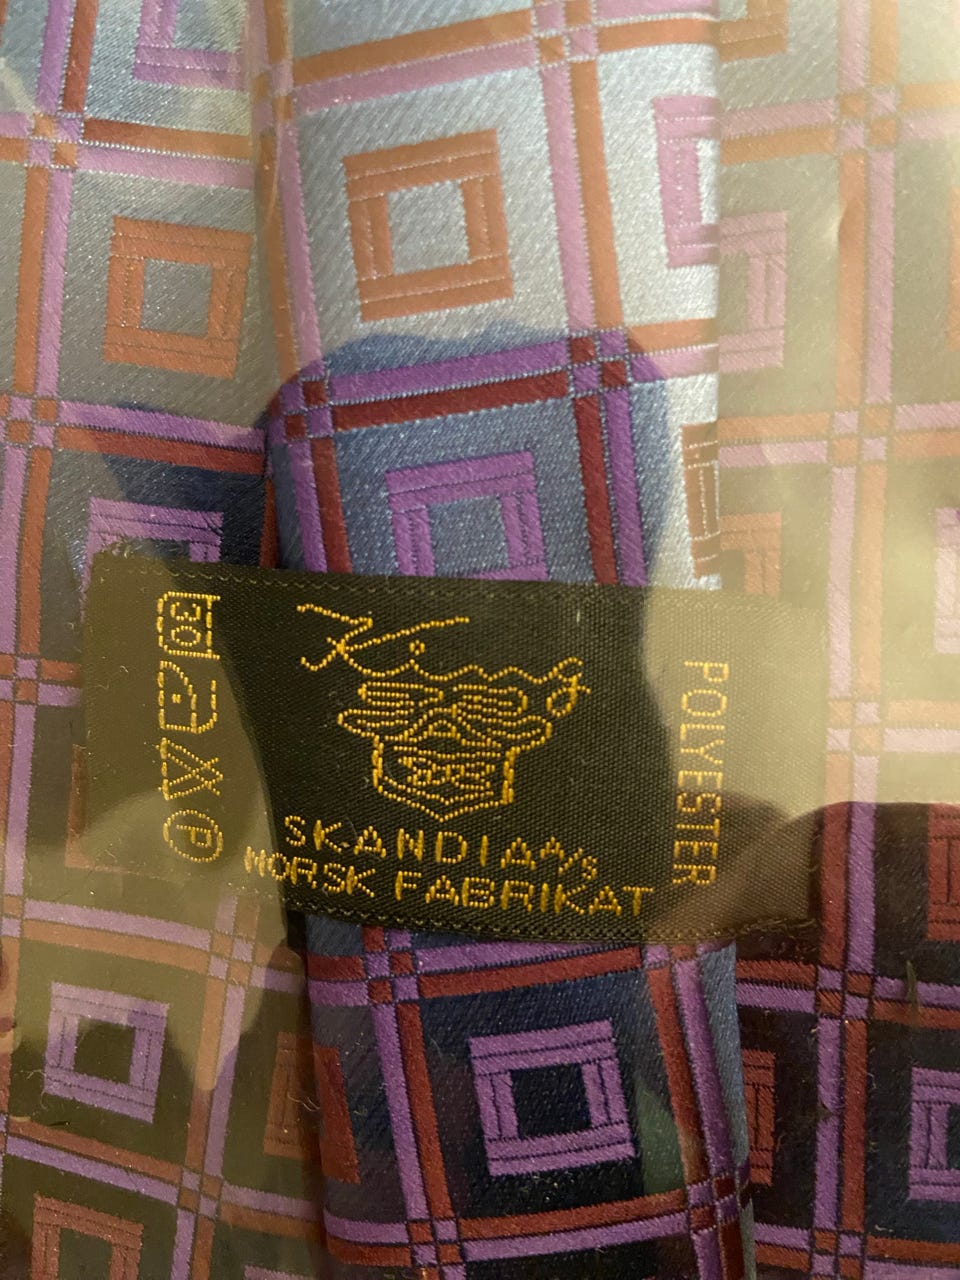 30
King
SKANDIA A/S
NORSK FABRIKAT
POLYESTER
P